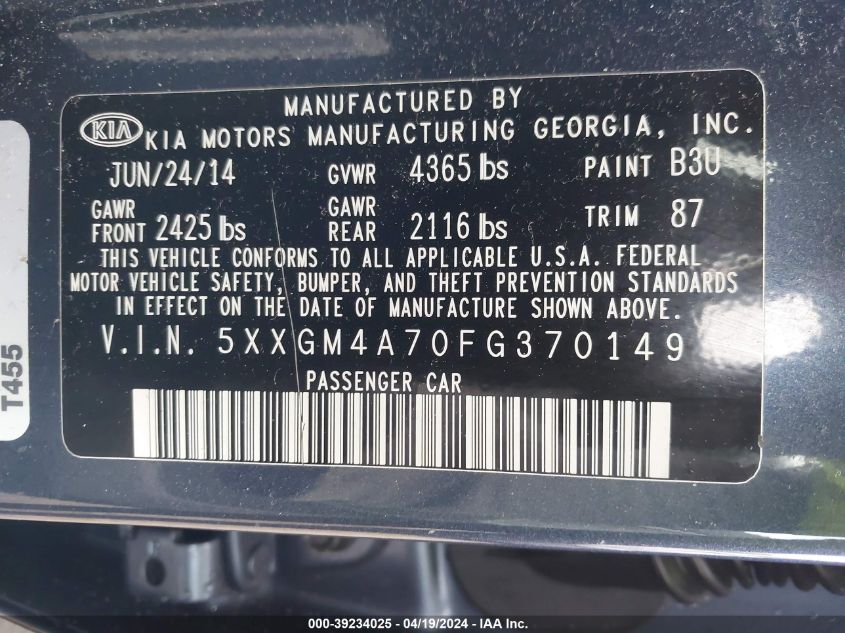 MANUFACTURED BY
KIA KIA MOTORS MANUFACTURING GEORGIA, INC.
JUN/24/14 GVWR 4365 lbs PAINT B3U
GAWR FRONT 2425 lbs GAWR REAR 2116 lbs TRIM 87
THIS VEHICLE CONFORMS TO ALL APPLICABLE U.S.A. FEDERAL
MOTOR VEHICLE SAFETY, BUMPER, AND THEFT PREVENTION STANDARDS
IN EFFECT ON THE DATE OF MANUFACTURE SHOWN ABOVE.
V.I.N. 5XXGM4A70FG370149
PASSENGER CAR
T455
000-39234025 - 04/19/2024 - IAA Inc.